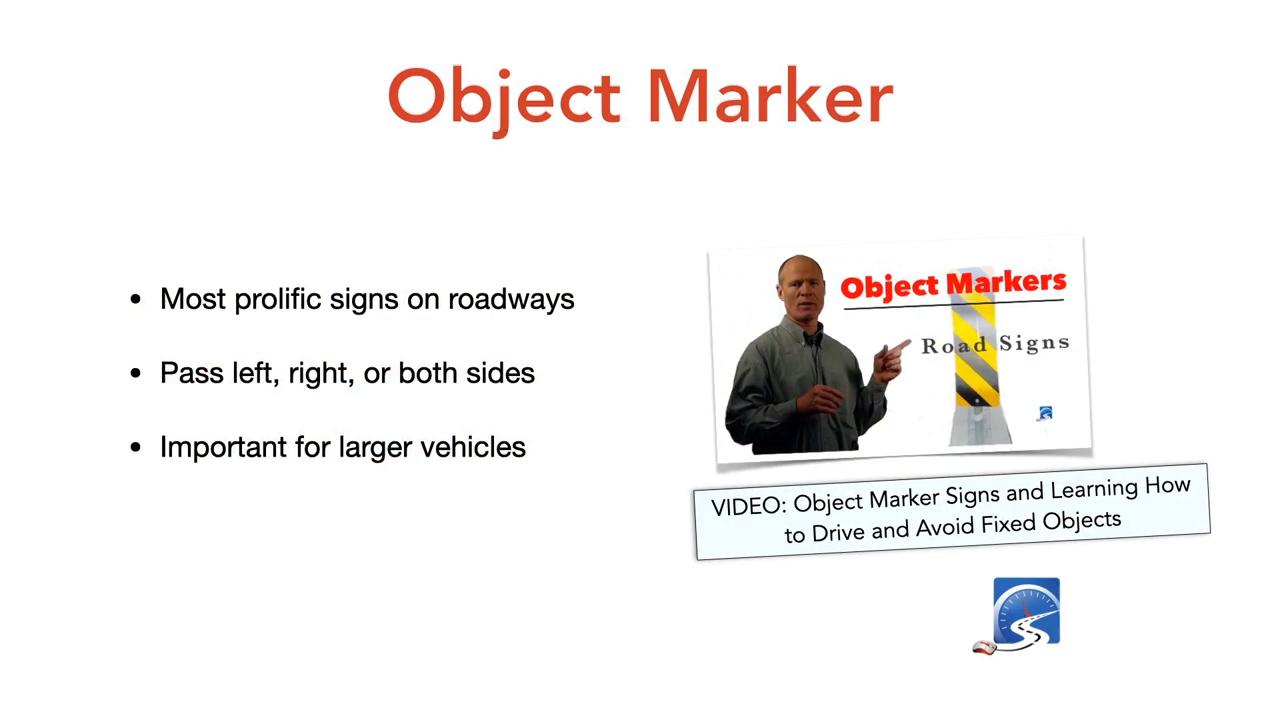 Object Marker
• Most prolific signs on roadways
• Pass left, right, or both sides
• Important for larger vehicles
Object Markers
Road Signs
VIDEO: Object Marker Signs and Learning How
to Drive and Avoid Fixed Objects